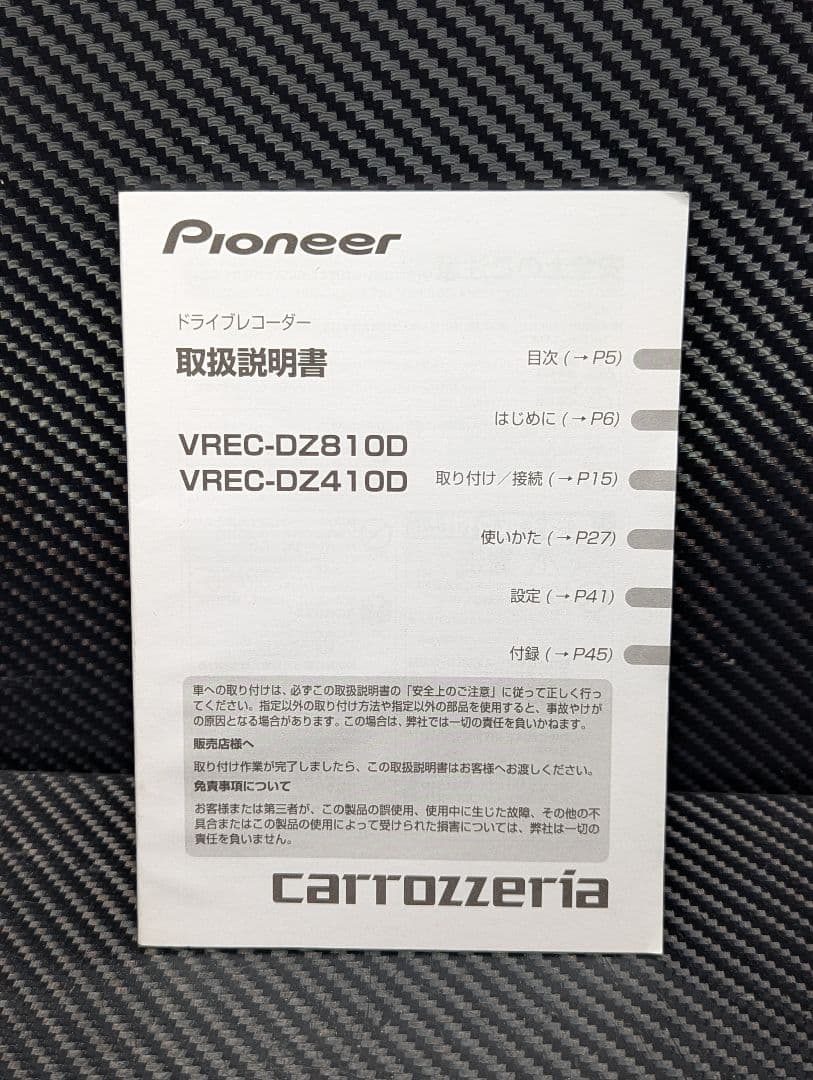 Pioneer
ドライブレコーダー
取扱説明書
VREC-DZ810D
VREC-DZ410D
目次 (→P5)
はじめに (→P6)
取り付け／接続 (→P15)
使いかた (→P27)
設定 (→P41)
付録 (→P45)
車への取り付けは、必ずこの取扱説明書の「安全上のご注意」に従って正しく行っ
てください。指定以外の取り付け方法や指定以外の部品を使用すると、事故やけが
の原因となる場合があります。この場合は、弊社では一切の責任を負いかねます。
販売店様へ
取り付け作業が完了しましたら、この取扱説明書はお客様へお渡しください。
免責事項について
お客様または第三者が、この製品の誤使用、使用中に生じた故障、その他の不
具合またはこの製品の使用によって受けられた損害については、弊社は一切の
責任を負いません。
carrozzeria